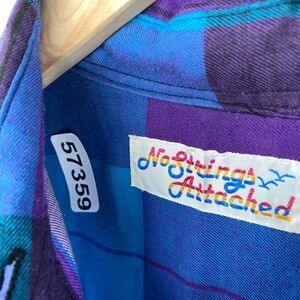 No Strings
Attached
57359